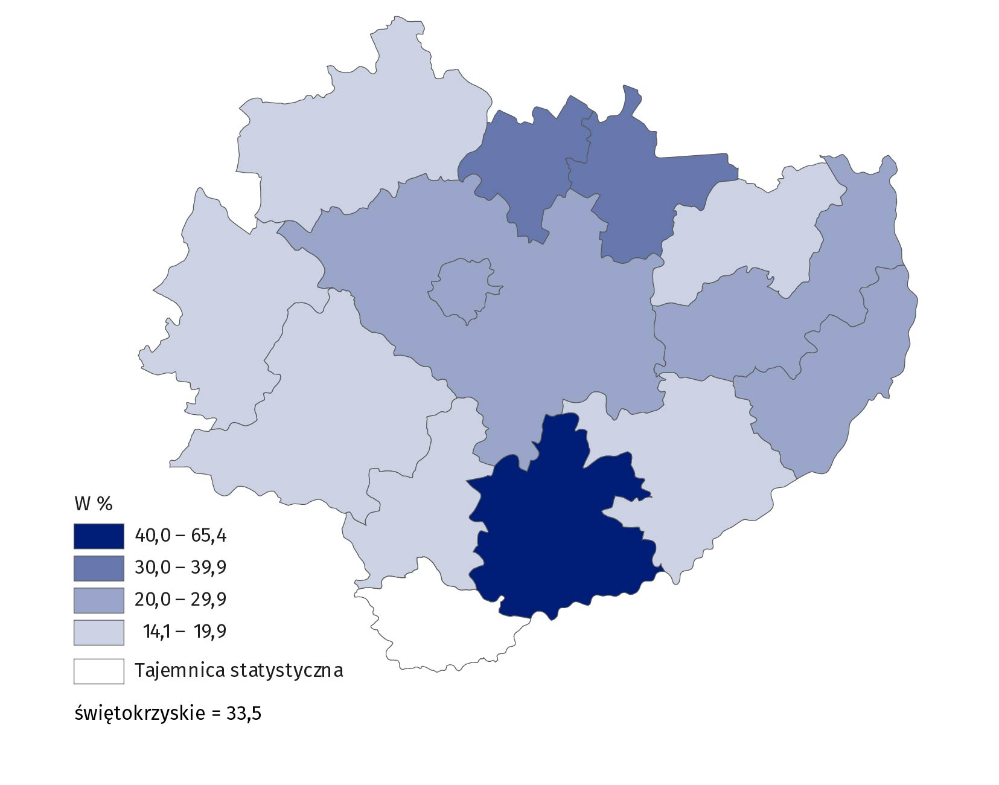 W %
40,0 – 65,4
30,0 – 39,9
20,0 – 29,9
14,1 – 19,9
Tajemnica statystyczna
świętokrzyskie = 33,5